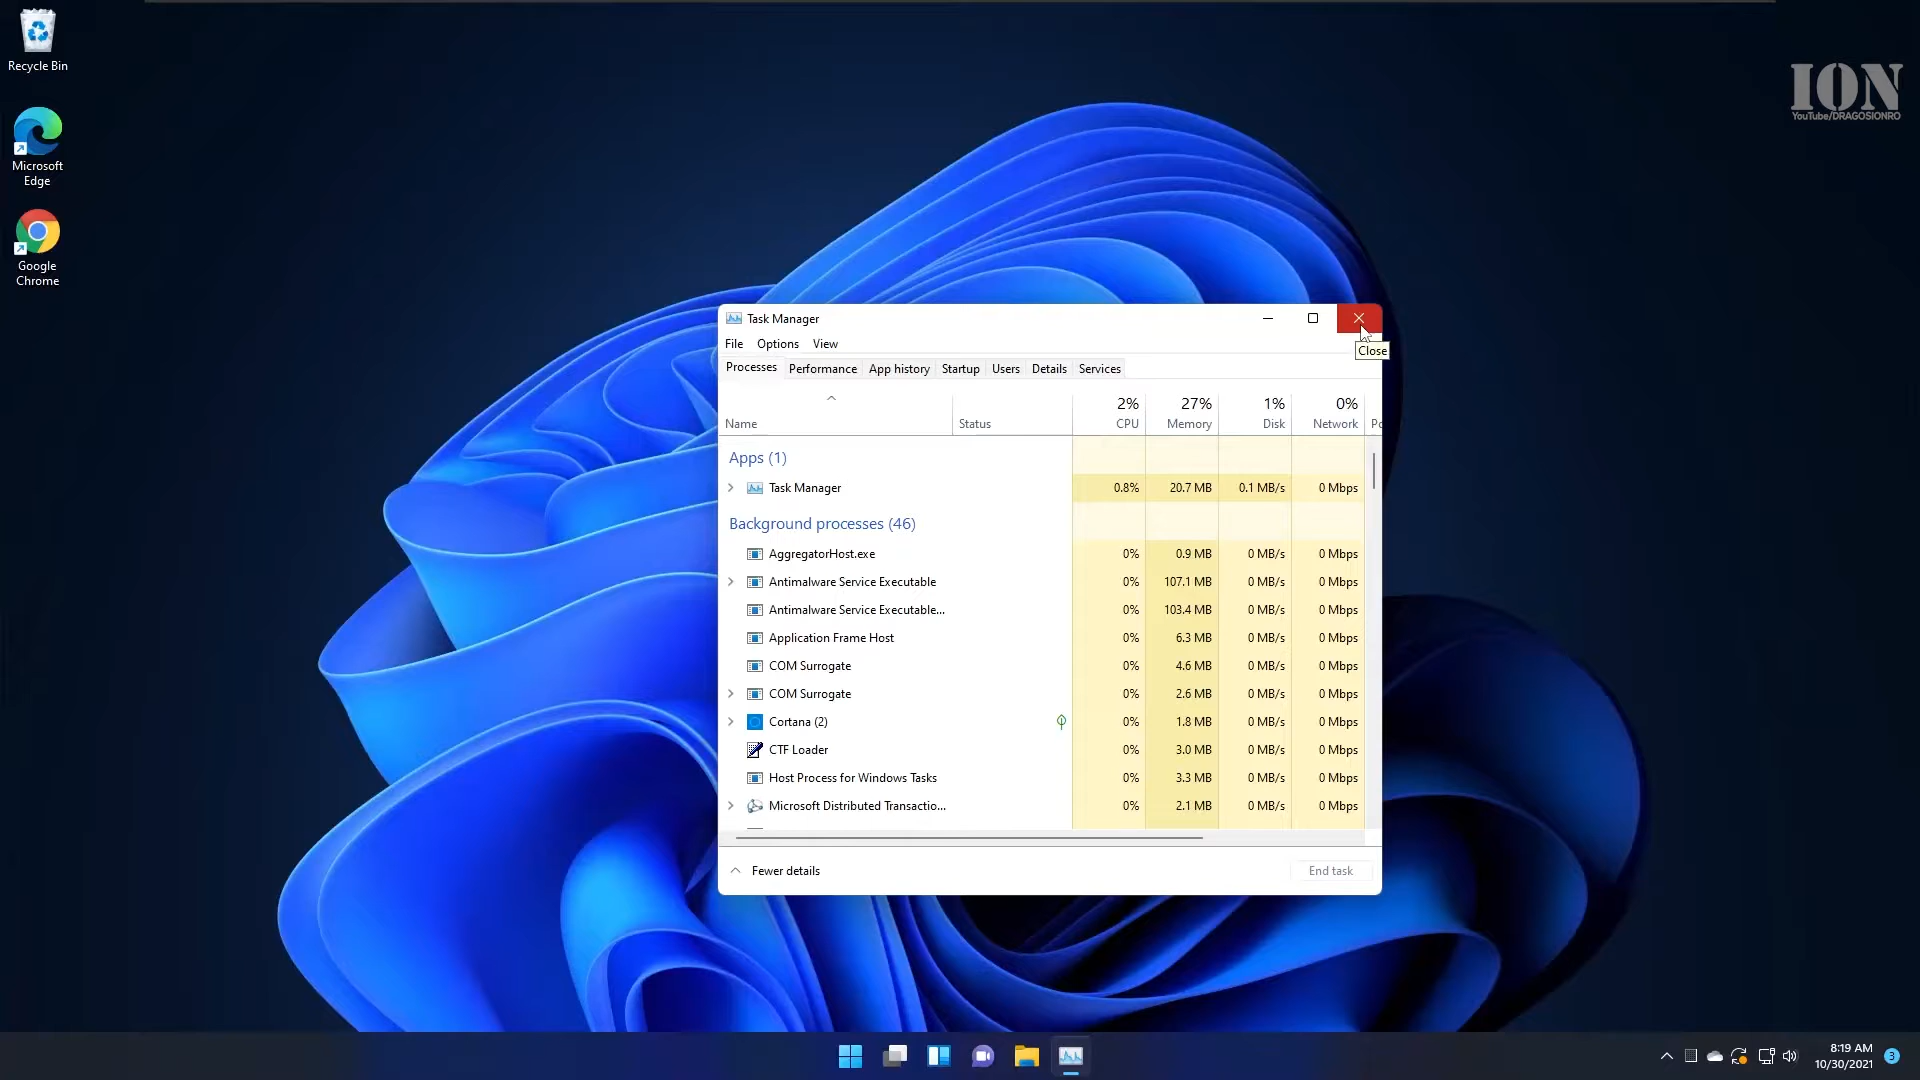 Recycle Bin
Microsoft
Edge
Google
Chrome
ION
YouTube/DRAGOSIONRO
Task Manager
Close
File Options View
Processes Performance App history Startup Users Details Services
2% 27% 1% 0%
Name Status CPU Memory Disk Network Po
Apps (1)
Task Manager 0.8% 20.7 MB 0.1 MB/s 0 Mbps
Background processes (46)
AggregatorHost.exe 0% 0.9 MB 0 MB/s 0 Mbps
Antimalware Service Executable 0% 107.1 MB 0 MB/s 0 Mbps
Antimalware Service Executable... 0% 103.4 MB 0 MB/s 0 Mbps
Application Frame Host 0% 6.3 MB 0 MB/s 0 Mbps
COM Surrogate 0% 4.6 MB 0 MB/s 0 Mbps
COM Surrogate 0% 2.6 MB 0 MB/s 0 Mbps
Cortana (2) 0% 1.8 MB 0 MB/s 0 Mbps
CTF Loader 0% 3.0 MB 0 MB/s 0 Mbps
Host Process for Windows Tasks 0% 3.3 MB 0 MB/s 0 Mbps
Microsoft Distributed Transactio... 0% 2.1 MB 0 MB/s 0 Mbps
Fewer details End task
8:19 AM
10/30/2021
3